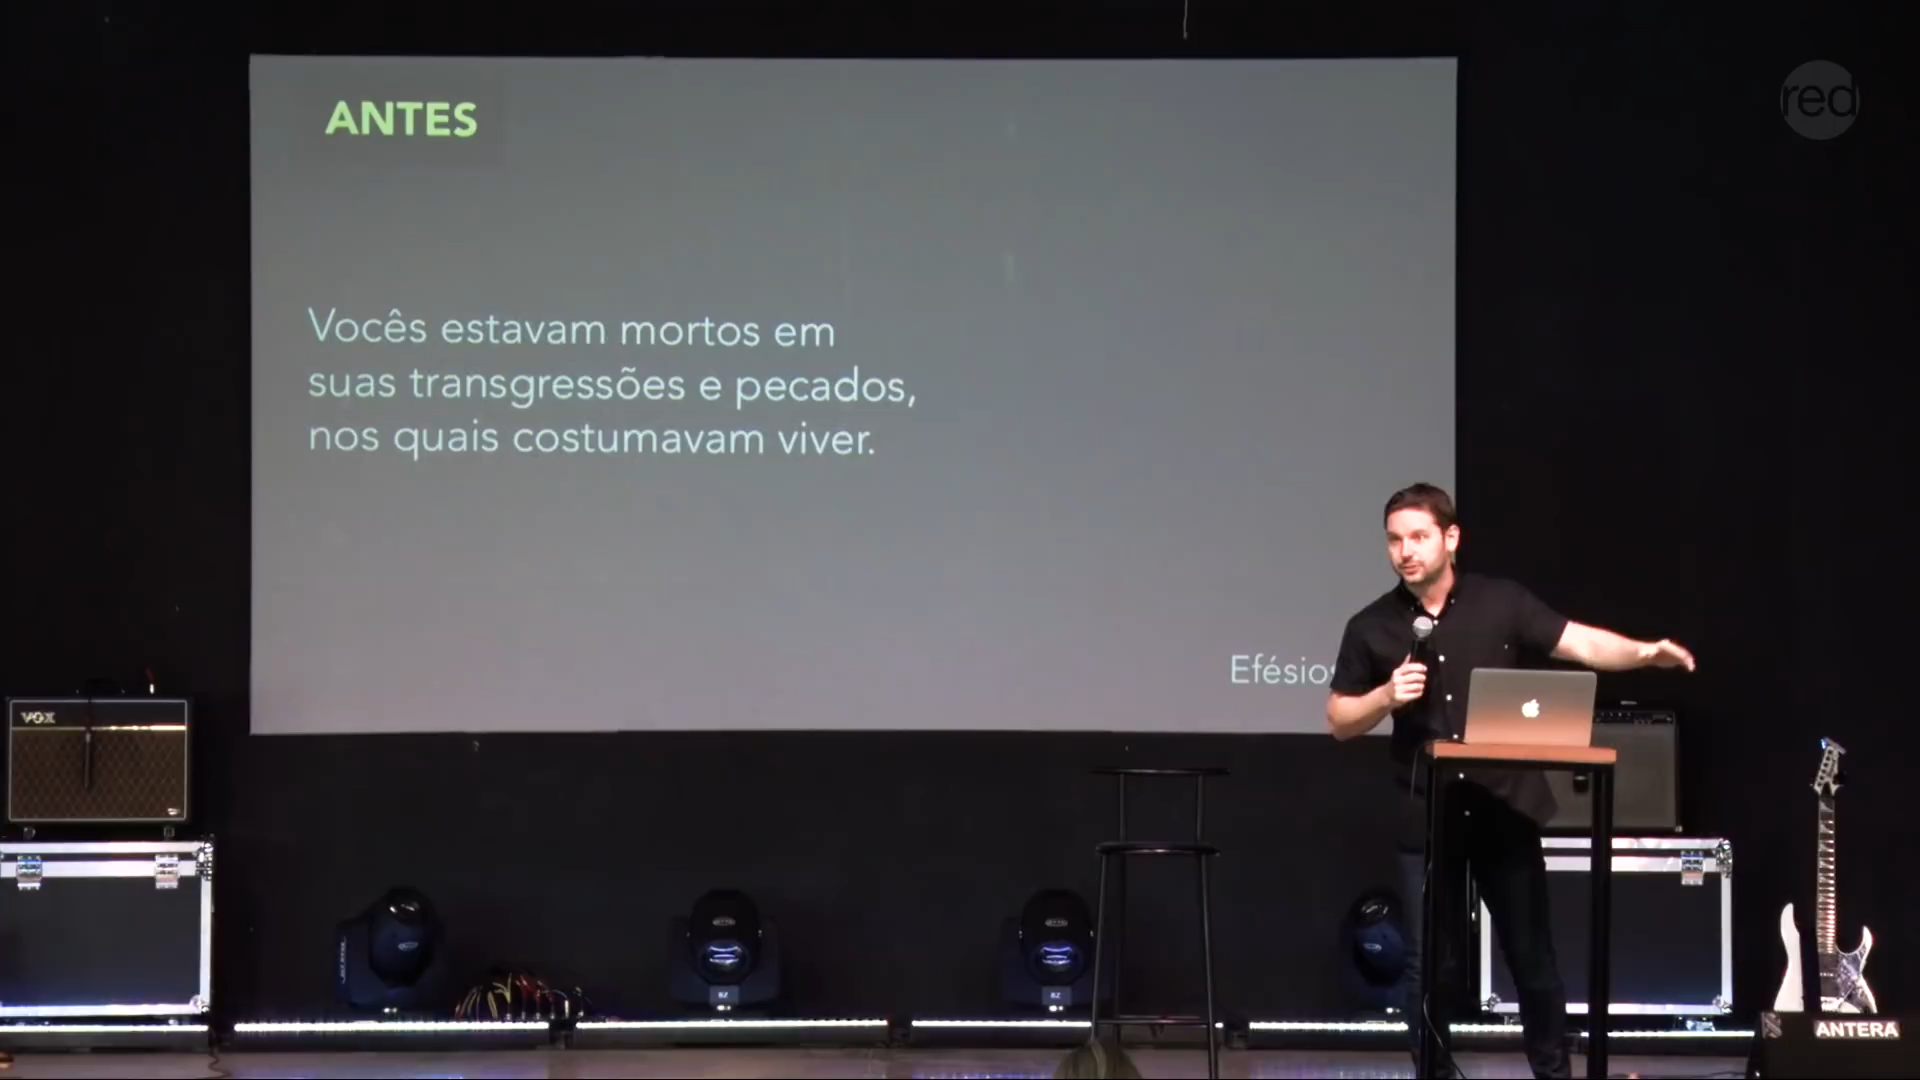 red
ANTES
Vocês estavam mortos em
suas transgressões e pecados,
nos quais costumavam viver.
Efésios
VOX
ANTERA